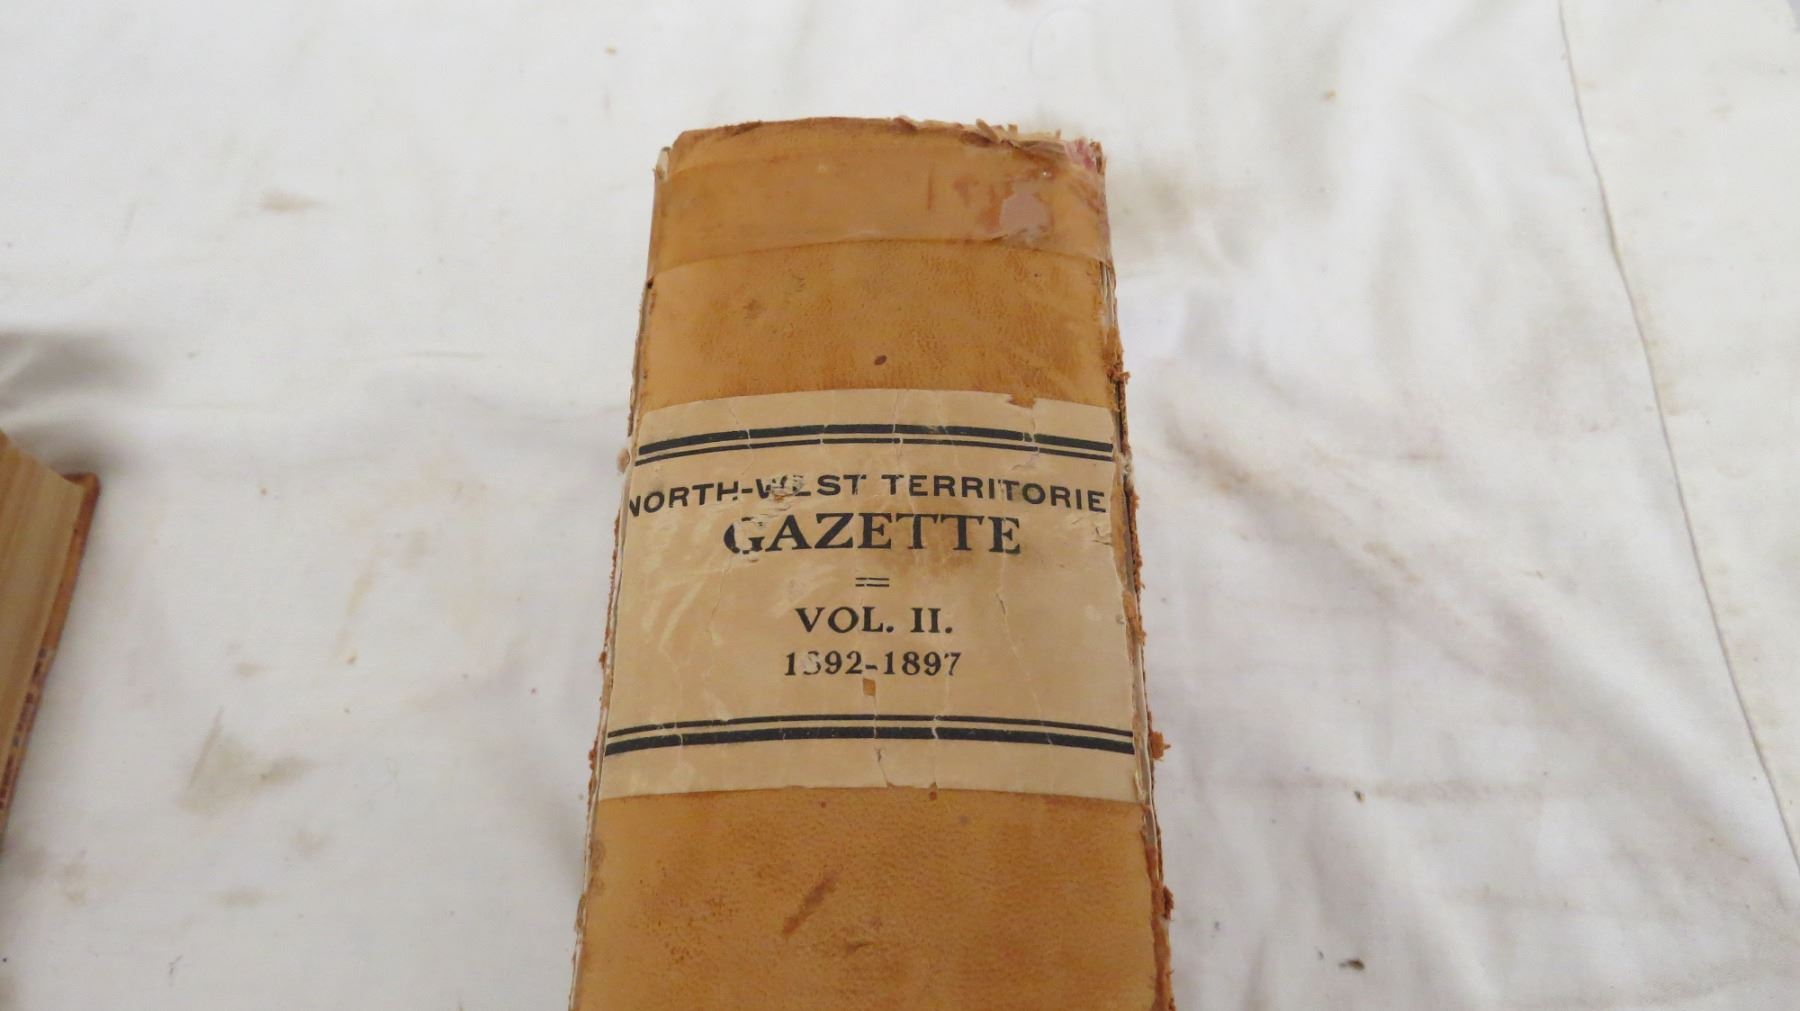 NORTH-WEST TERRITORIE
GAZETTE
VOL. II.
1892-1897